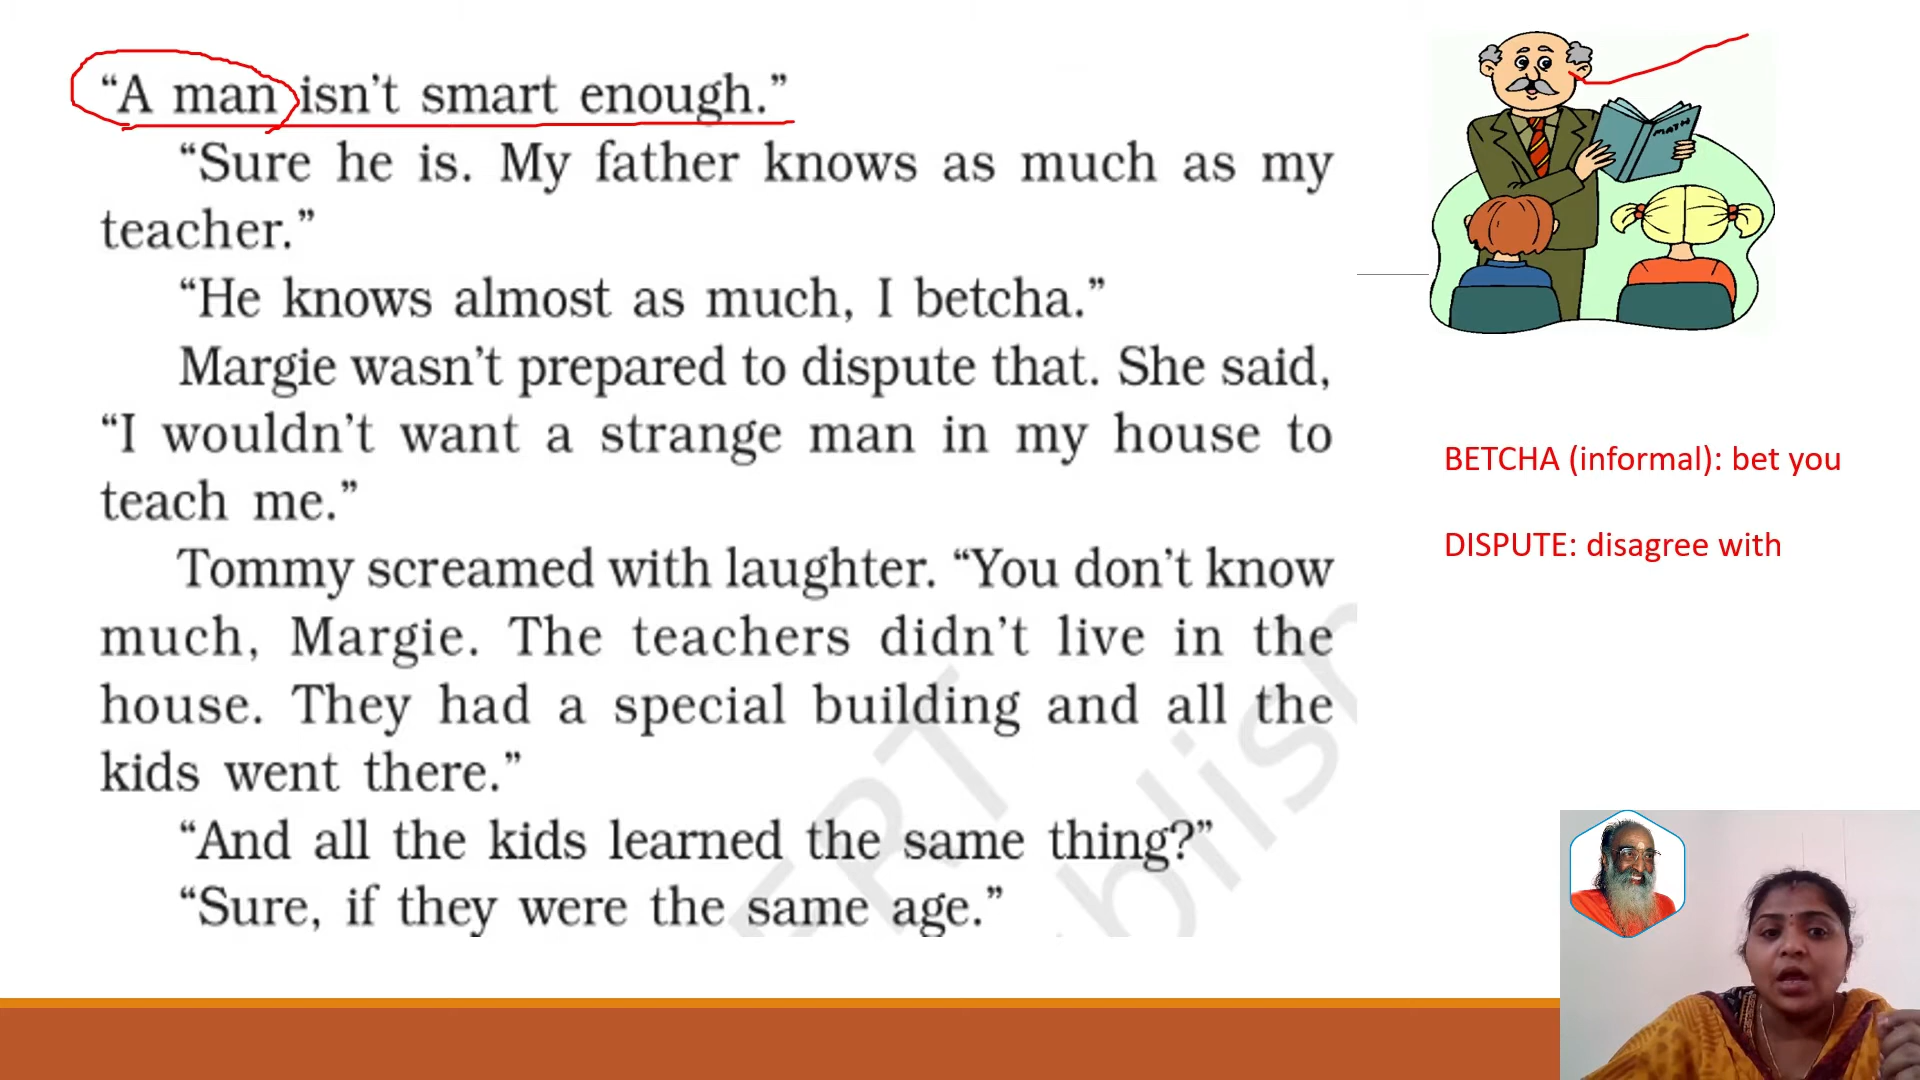 “A man isn’t smart enough.”
“Sure he is. My father knows as much as my
teacher.”
“He knows almost as much, I betcha.”
Margie wasn’t prepared to dispute that. She said,
“I wouldn’t want a strange man in my house to
teach me.”
Tommy screamed with laughter. “You don’t know
much, Margie. The teachers didn’t live in the
house. They had a special building and all the
kids went there.”
“And all the kids learned the same thing?”
“Sure, if they were the same age.”
MATH
BETCHA (informal): bet you
DISPUTE: disagree with